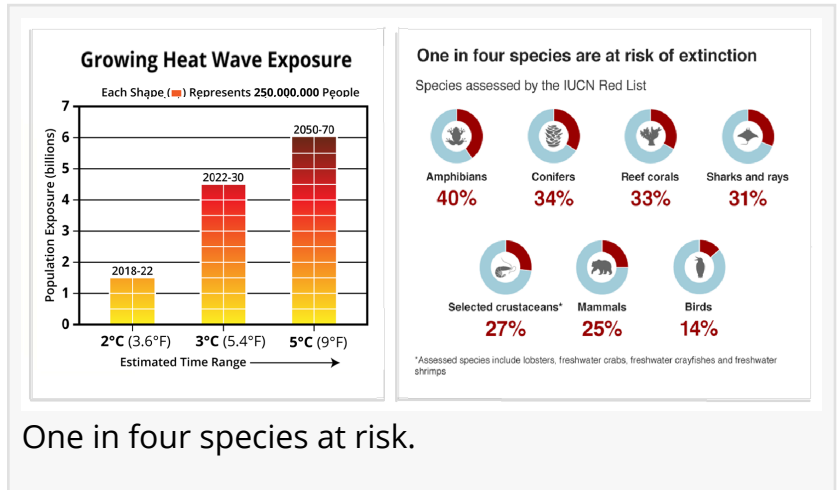 Growing Heat Wave Exposure
Each Shape ( ) Represents 250,000,000 People
Population Exposure (billions)
7
6
5
4
3
2
1
0
2018-22
2022-30
2050-70
2°C (3.6°F)
3°C (5.4°F)
5°C (9°F)
Estimated Time Range
One in four species are at risk of extinction
Species assessed by the IUCN Red List
Amphibians
40%
Conifers
34%
Reef corals
33%
Sharks and rays
31%
Selected crustaceans*
27%
Mammals
25%
Birds
14%
*Assessed species include lobsters, freshwater crabs, freshwater crayfishes and freshwater
shrimps
One in four species at risk.